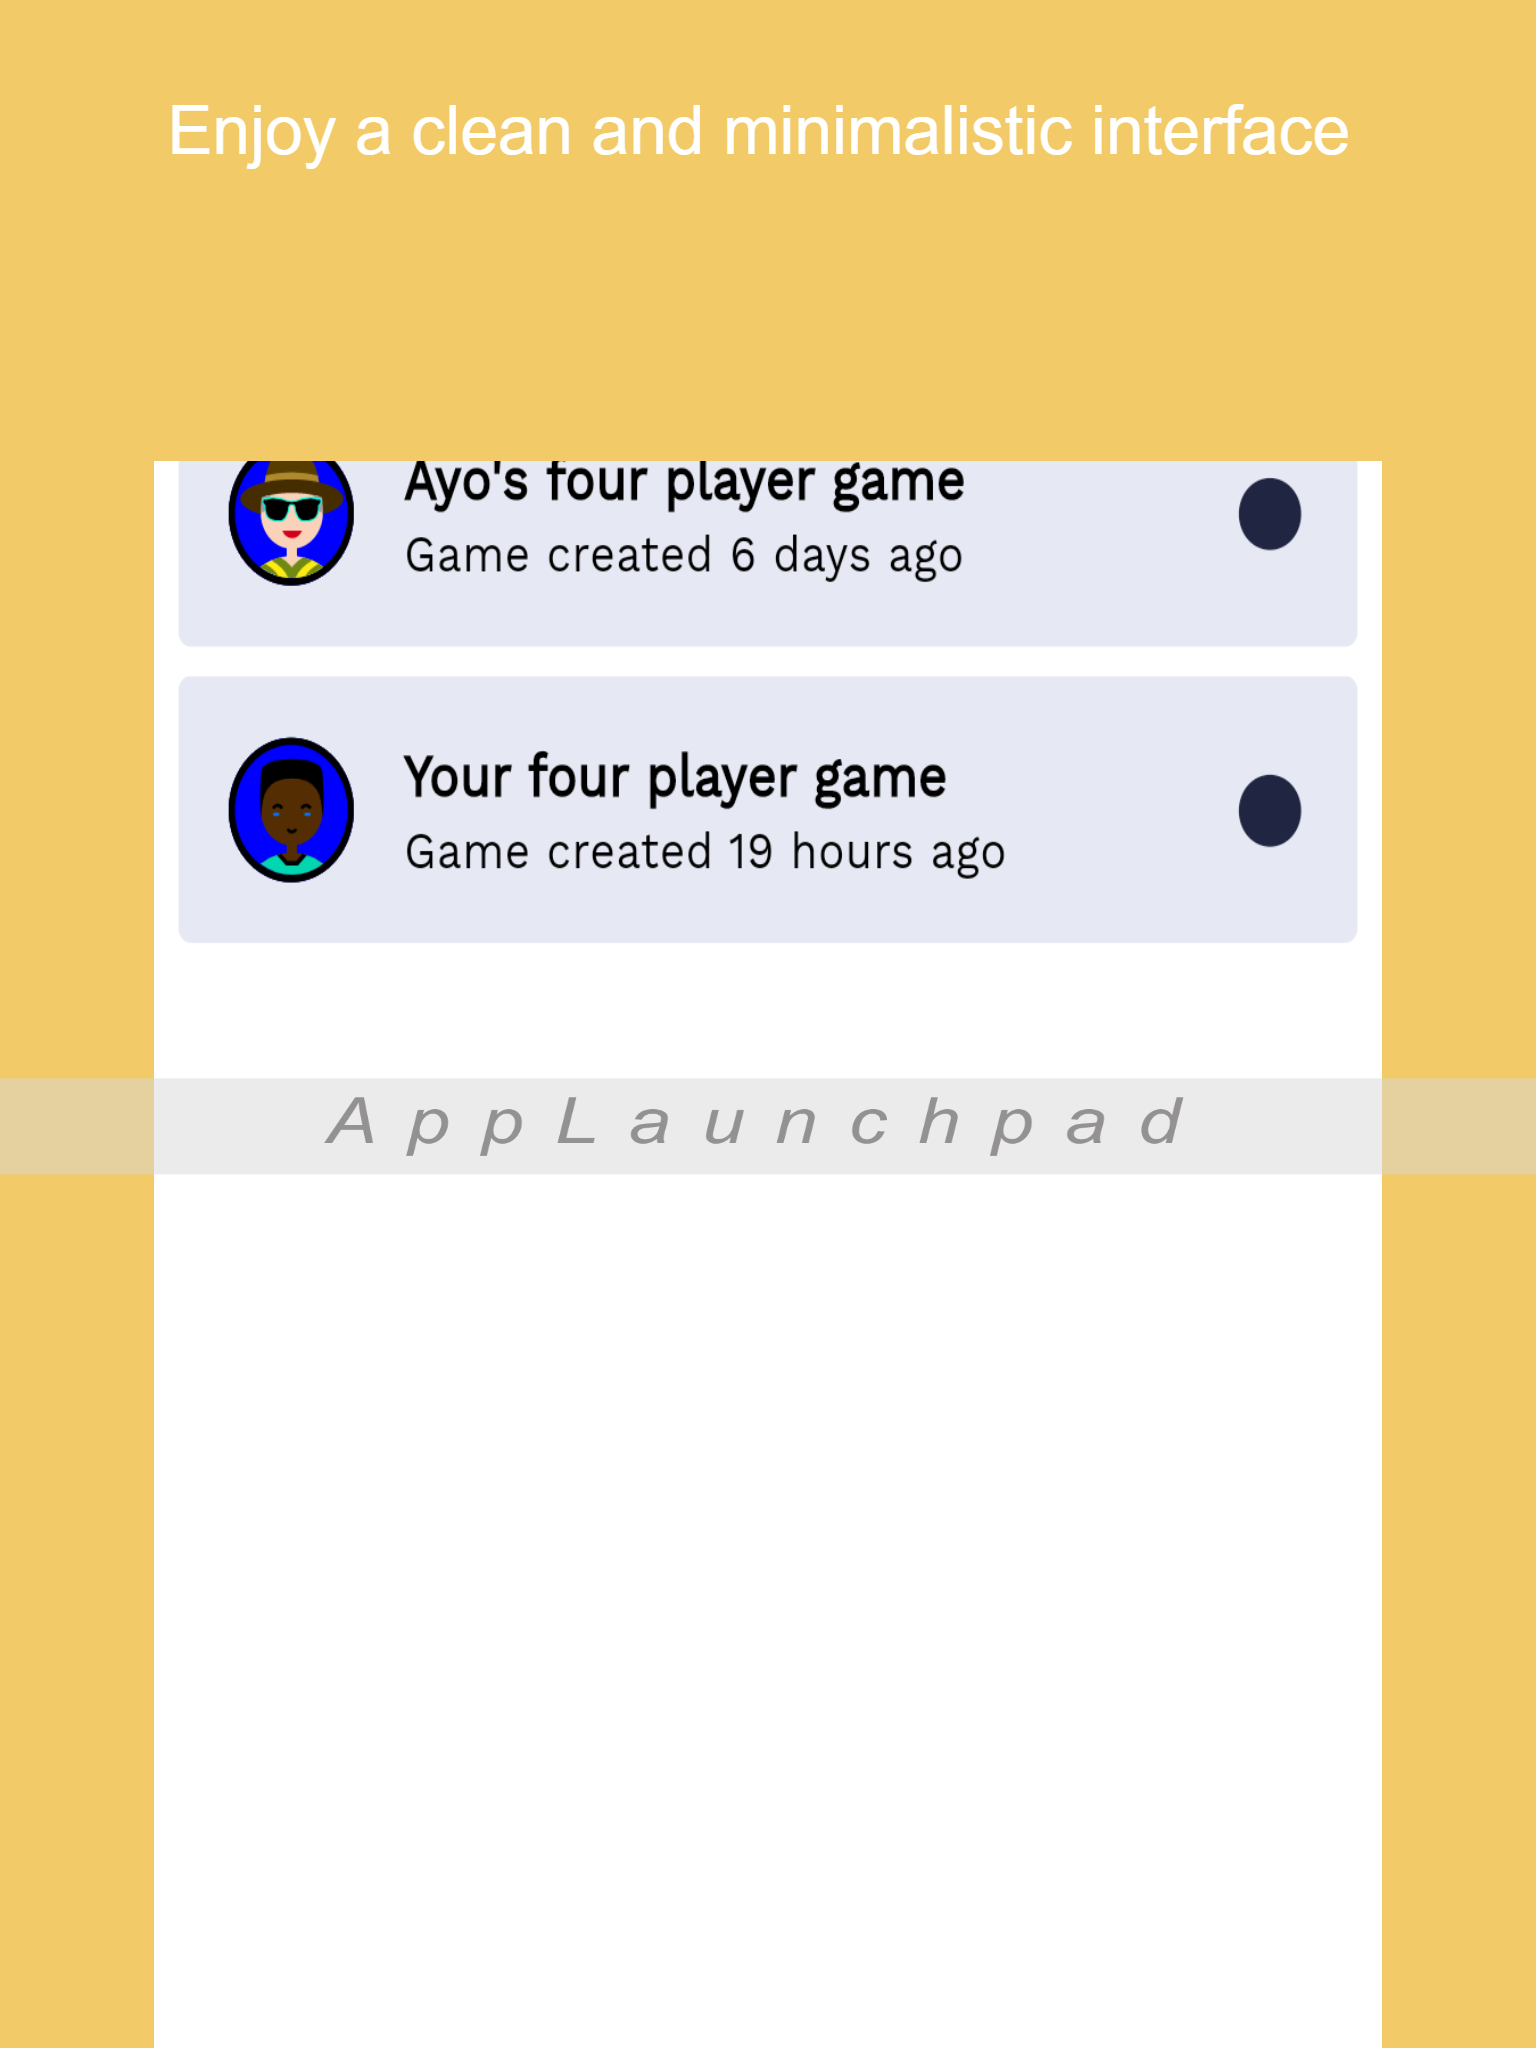 Enjoy a clean and minimalistic interface
Ayo's four player game
Game created 6 days ago
Your four player game
Game created 19 hours ago
AppLaunchpad